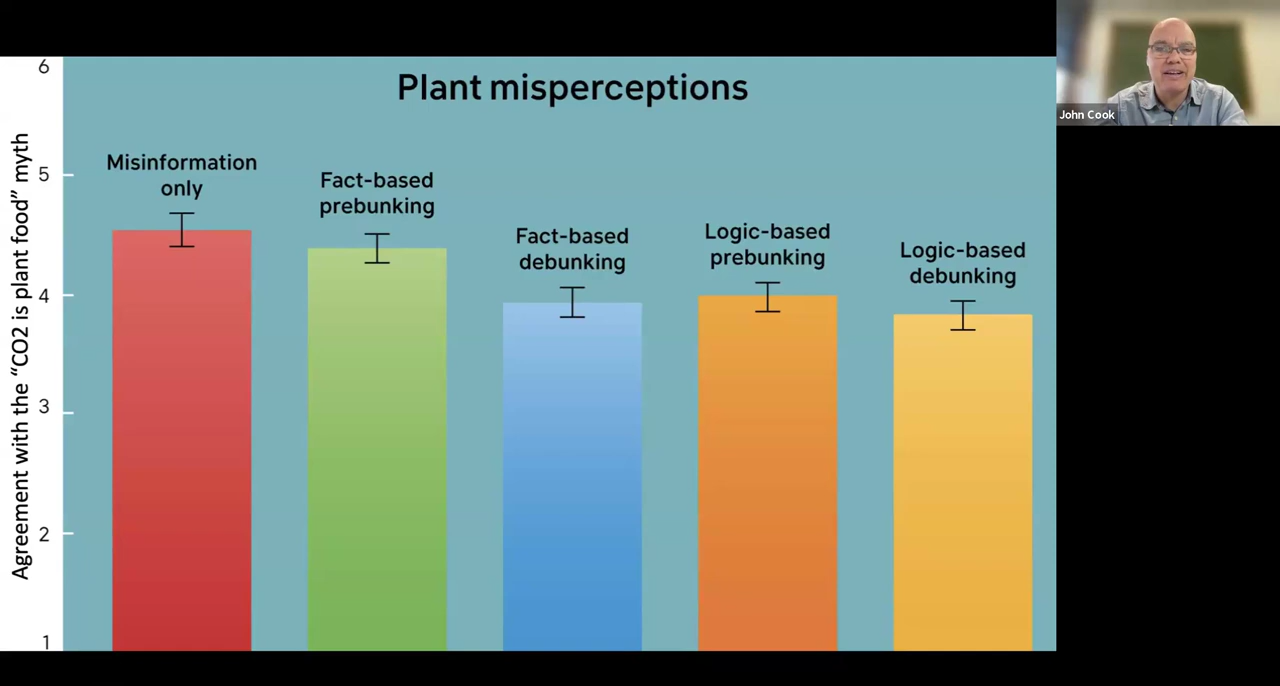 Plant misperceptions
Agreement with the “CO2 is plant food” myth
6
5
4
3
2
1
Misinformation
only
Fact-based
prebunking
Fact-based
debunking
Logic-based
prebunking
Logic-based
debunking
John Cook